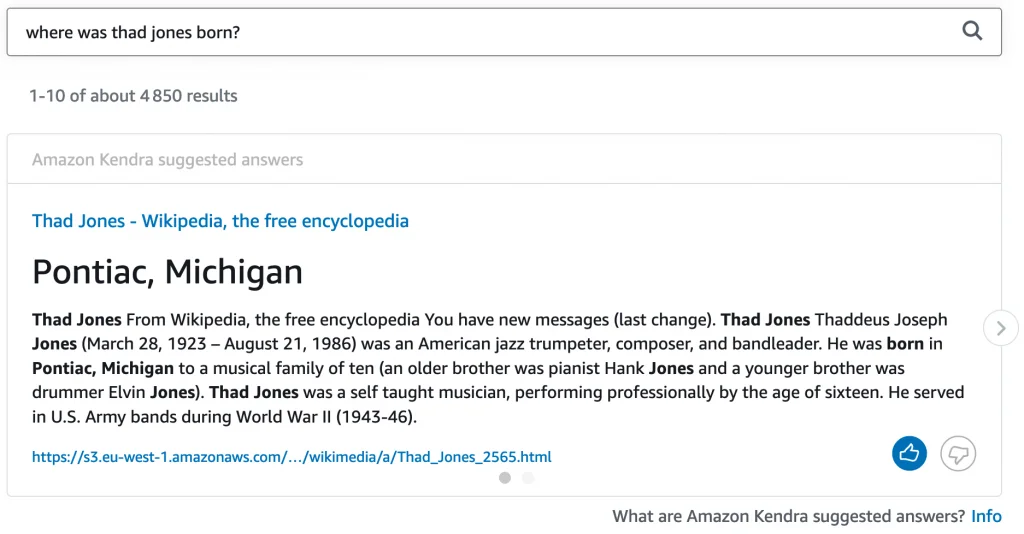 where was thad jones born?
1-10 of about 4 850 results
Amazon Kendra suggested answers
Thad Jones - Wikipedia, the free encyclopedia
Pontiac, Michigan
Thad Jones From Wikipedia, the free encyclopedia You have new messages (last change). Thad Jones Thaddeus Joseph
Jones (March 28, 1923 – August 21, 1986) was an American jazz trumpeter, composer, and bandleader. He was born in
Pontiac, Michigan to a musical family of ten (an older brother was pianist Hank Jones and a younger brother was
drummer Elvin Jones). Thad Jones was a self taught musician, performing professionally by the age of sixteen. He served
in U.S. Army bands during World War II (1943-46).
https://s3.eu-west-1.amazonaws.com/…/wikimedia/a/Thad_Jones_2565.html
What are Amazon Kendra suggested answers? Info